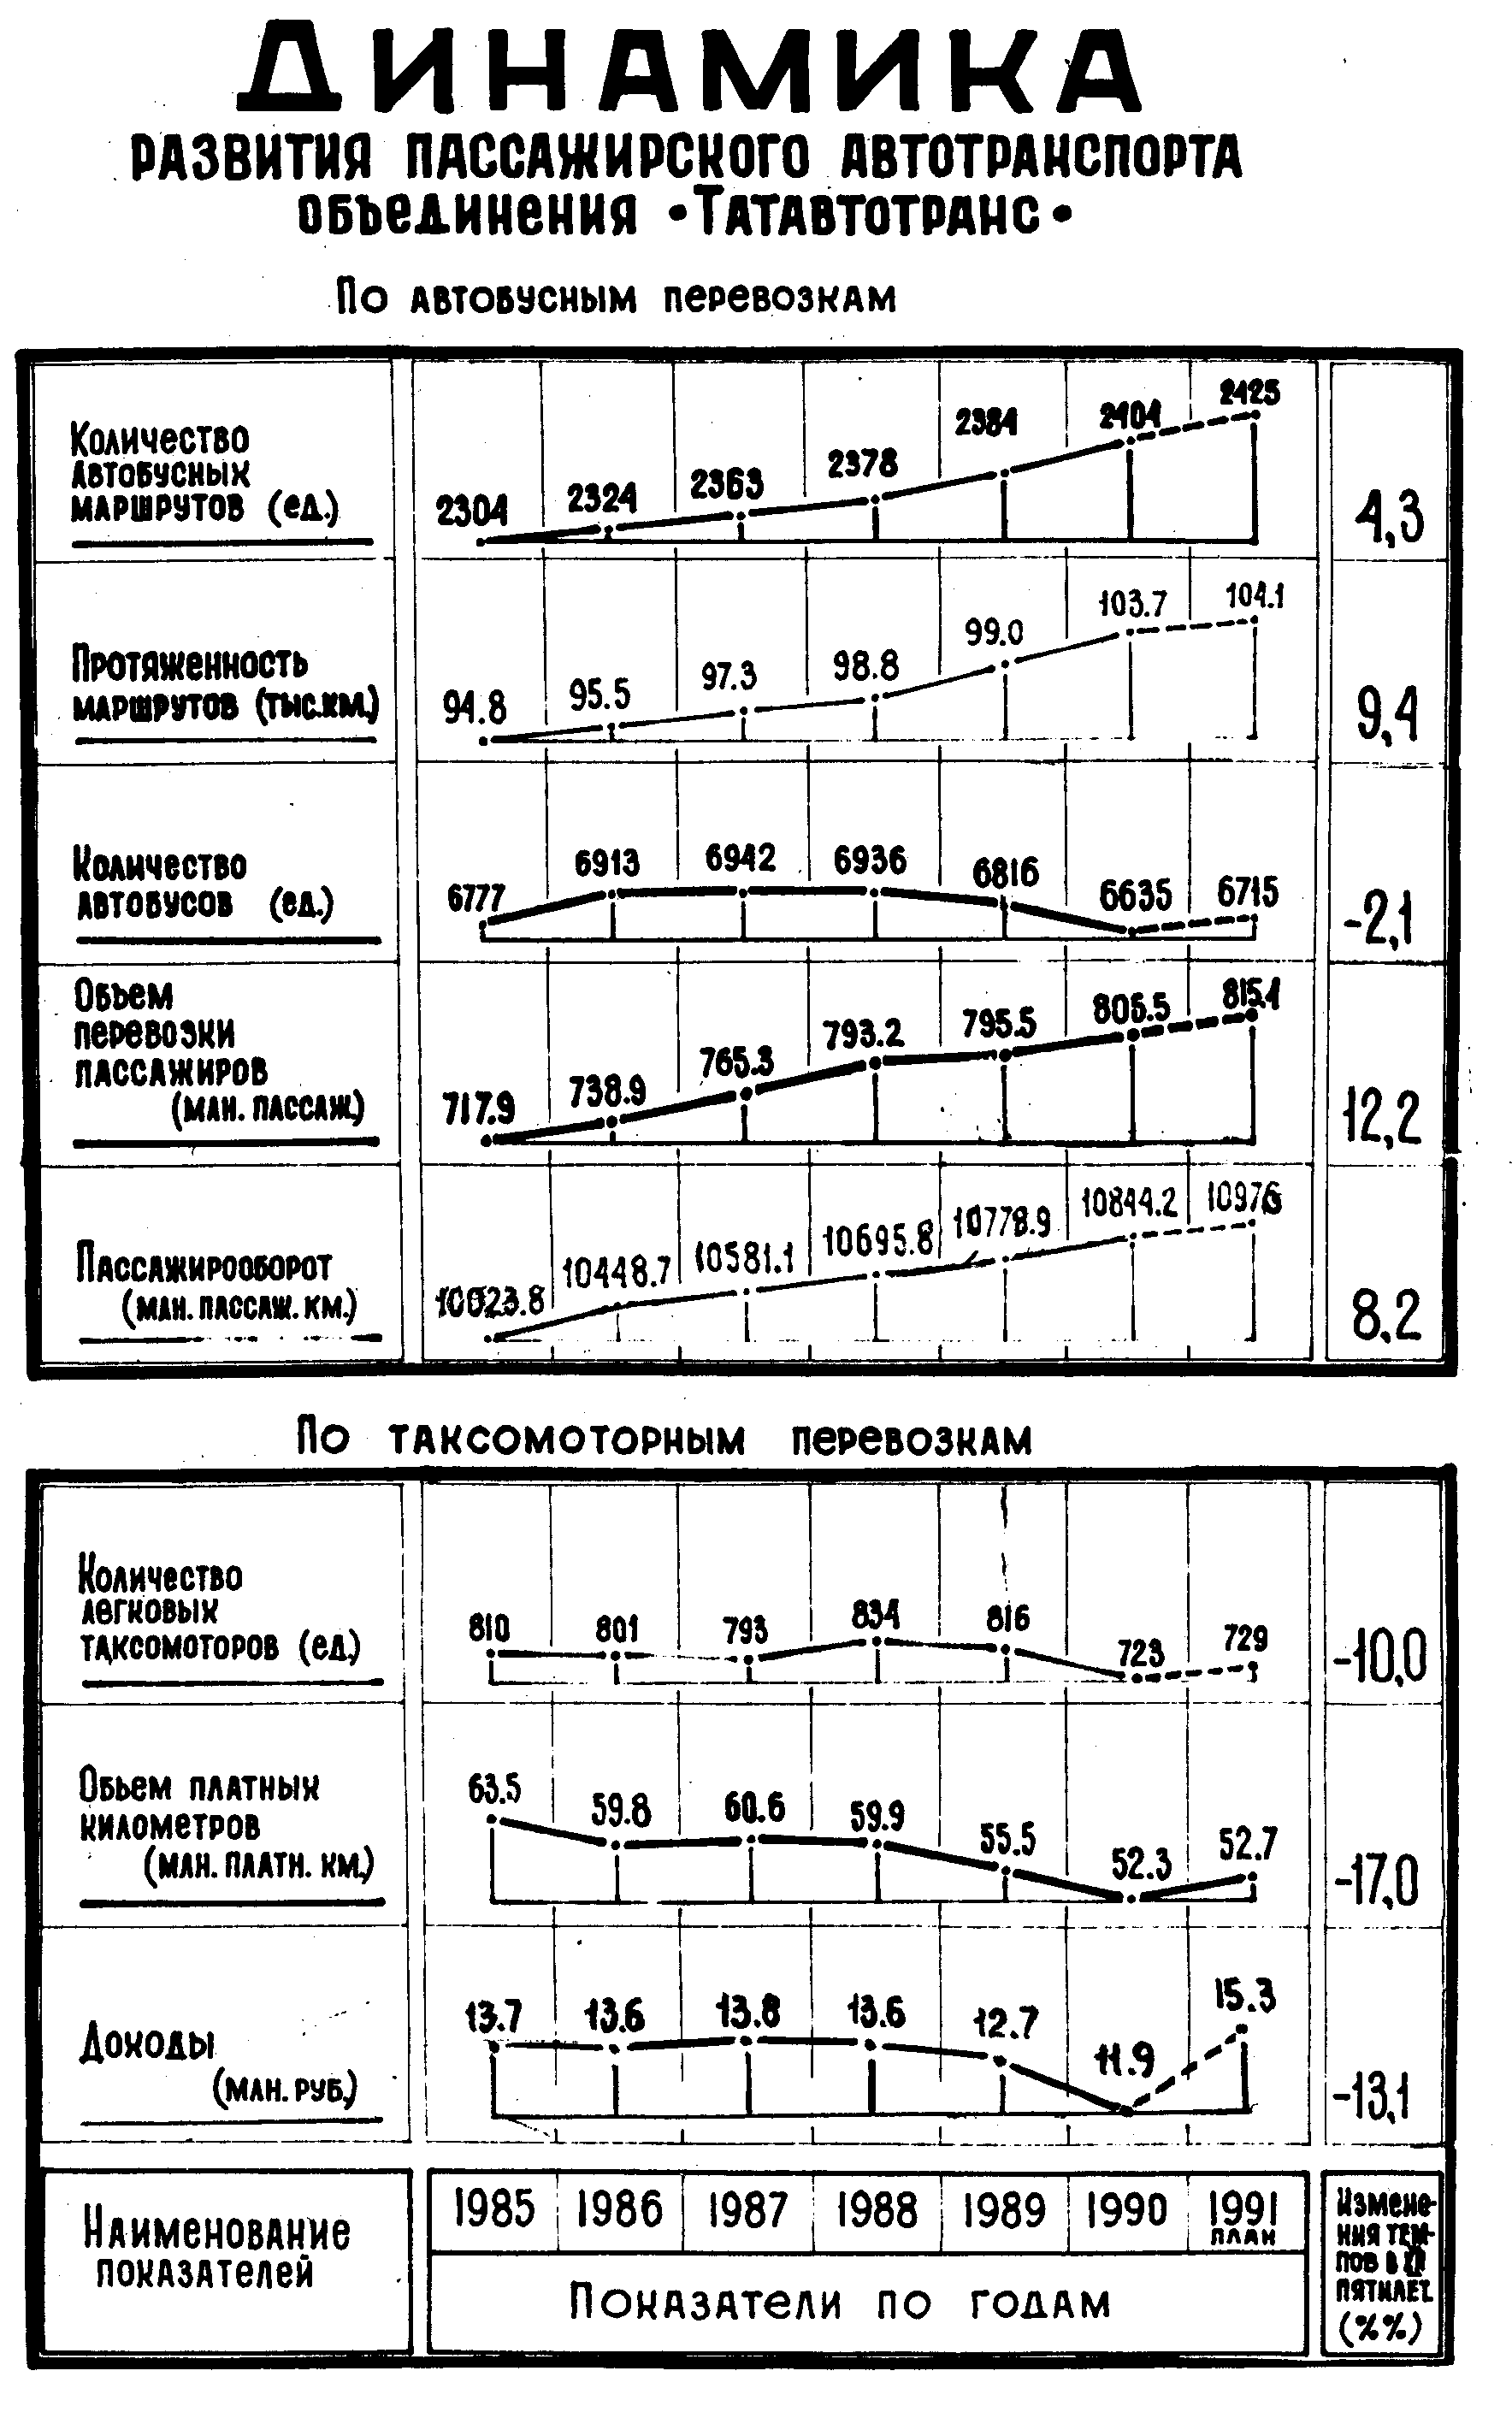 ДИНАМИКА
РАЗВИТИЯ ПАССАЖИРСКОГО АВТОТРАНСПОРТА
ОБЪЕДИНЕНИЯ •ТАТАВТОТРАНС•
По автобусным перевозкам
Количество
автобусных
маршрутов (ед.)
2304 2324 2363 2378 2384 2404 2425
4,3
Протяженность
маршрутов (тыс.км.)
94.8 95.5 97.3 98.8 99.0 103.7 104.1
9,4
Количество
автобусов (ед.)
6777 6913 6942 6936 6816 6635 6715
-2,1
Объем
перевозки
пассажиров
(млн. пассаж.)
717.9 738.9 765.3 793.2 795.5 805.5 815.1
12,2
Пассажирооборот
(млн. пассаж. км.)
10023.8 10448.7 10581.1 10695.8 10778.9 10844.2 10976
8,2
По таксомоторным перевозкам
Количество
легковых
таксомоторов (ед.)
810 801 793 834 816 723 729
-10,0
Объем платных
километров
(млн. платн. км.)
63.5 59.8 60.6 59.9 55.5 52.3 52.7
-17,0
Доходы
(млн. руб.)
13.7 13.6 13.8 13.6 12.7 11.9 15.3
-13,1
Наименование
показателей
1985 1986 1987 1988 1989 1990 1991
план
Показатели по годам
Измене-
ния тем-
пов в
пятилет.
(%%)